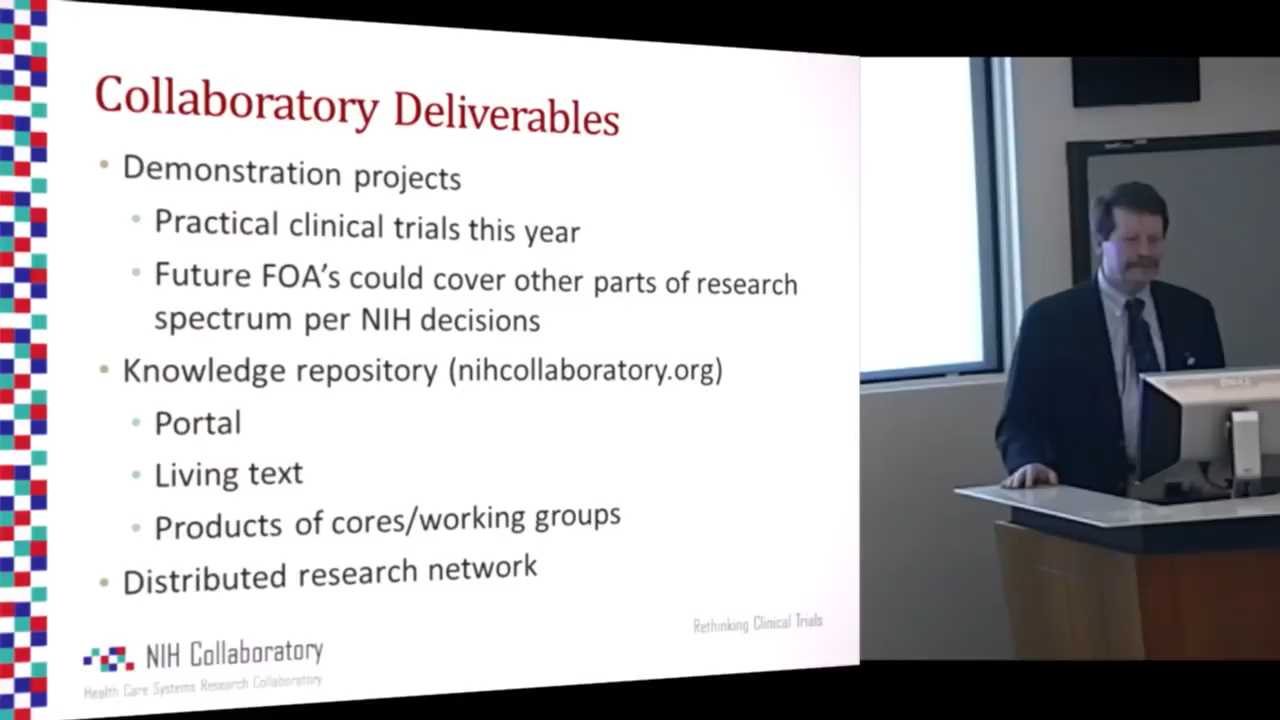 Collaboratory Deliverables
Demonstration projects
Practical clinical trials this year
Future FOA's could cover other parts of research
spectrum per NIH decisions
Knowledge repository (nihcollaboratory.org)
Portal
Living text
Products of cores/working groups
Distributed research network
Rethinking Clinical Trials
NIH Collaboratory
Health Care Systems Research Collaboratory
DELL